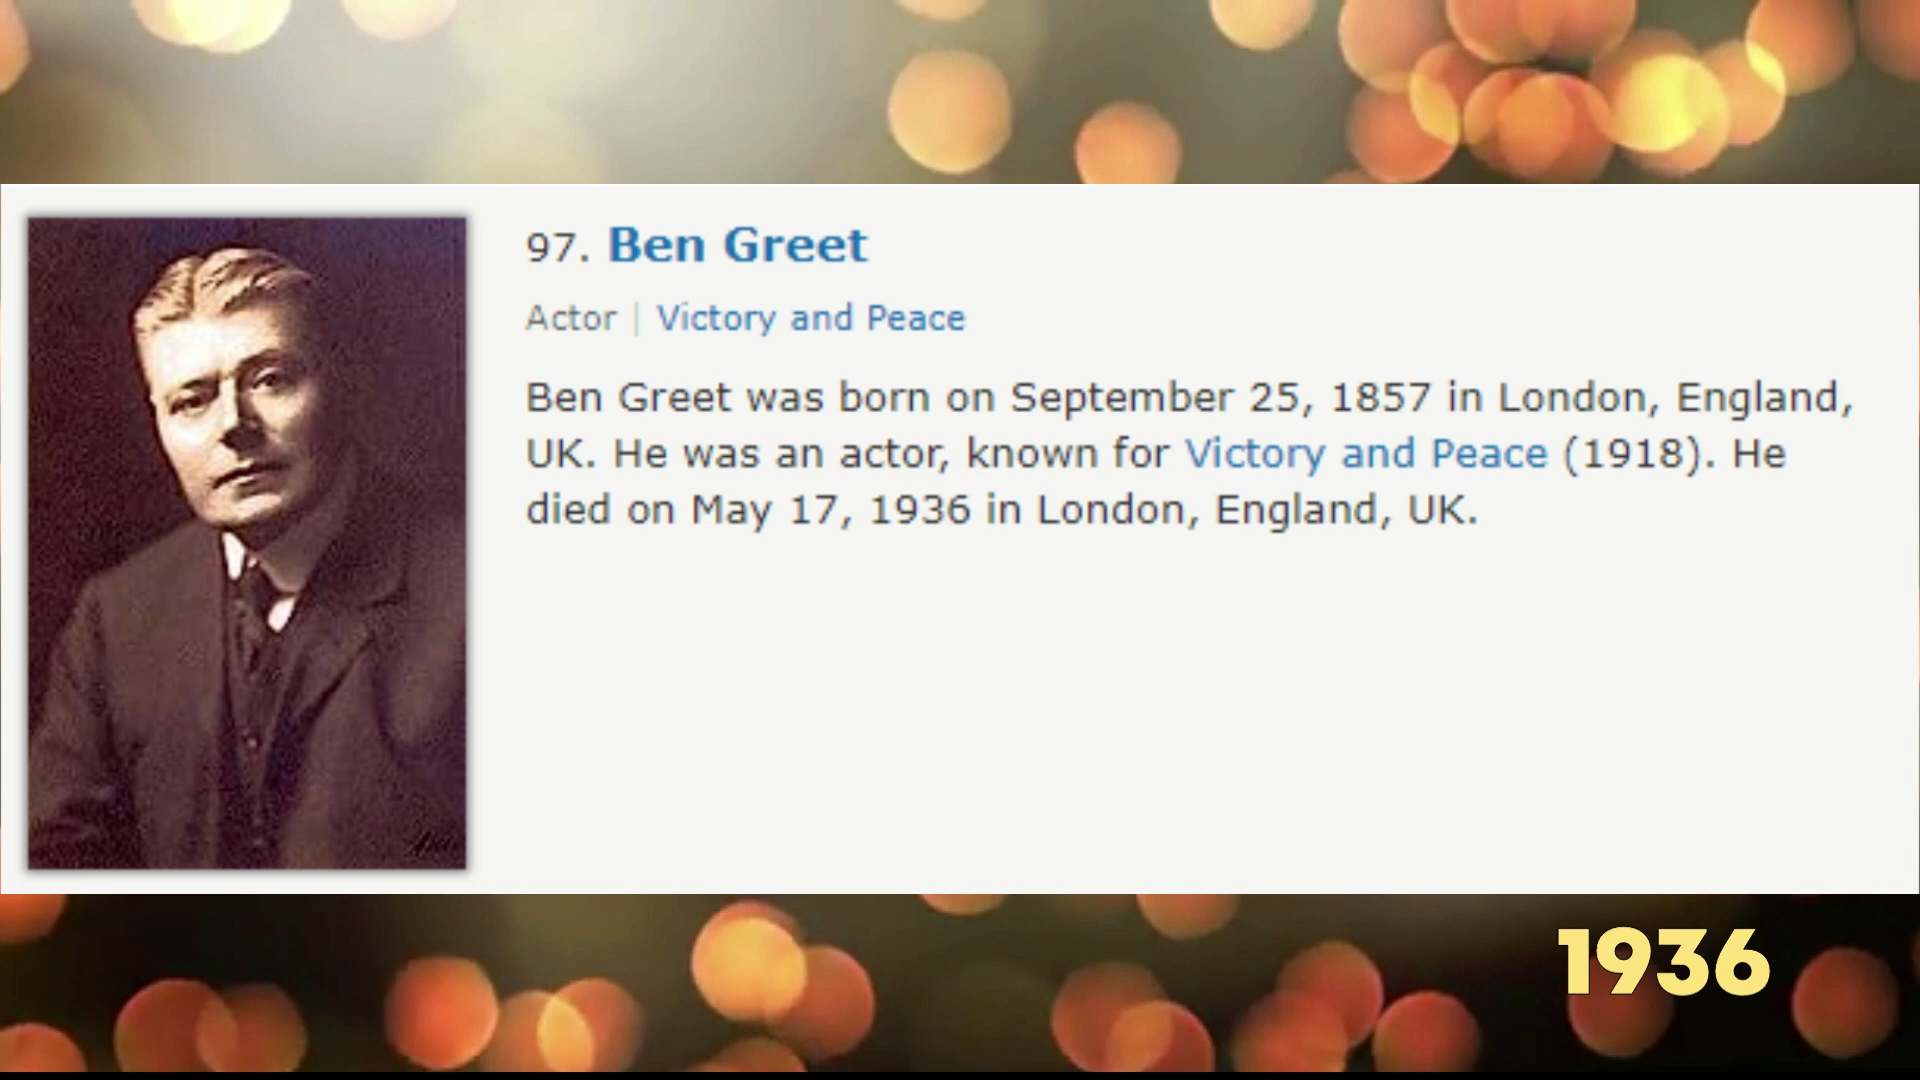 97. Ben Greet
Actor | Victory and Peace
Ben Greet was born on September 25, 1857 in London, England,
UK. He was an actor, known for Victory and Peace (1918). He
died on May 17, 1936 in London, England, UK.
1936